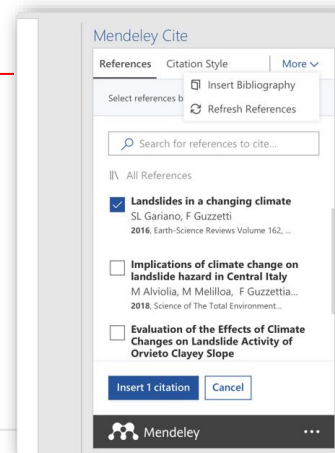 Mendeley Cite
References Citation Style More
Insert Bibliography
Select references b
Refresh References
Search for references to cite...
All References
Landslides in a changing climate
SL Gariano, F Guzzetti
2016, Earth-Science Reviews Volume 162, ...
Implications of climate change on
landslide hazard in Central Italy
M Alviolia, M Melilloa, F Guzzettia...
2018, Science of The Total Environment...
Evaluation of the Effects of Climate
Changes on Landslide Activity of
Orvieto Clayey Slope
Insert 1 citation Cancel
Mendeley ...